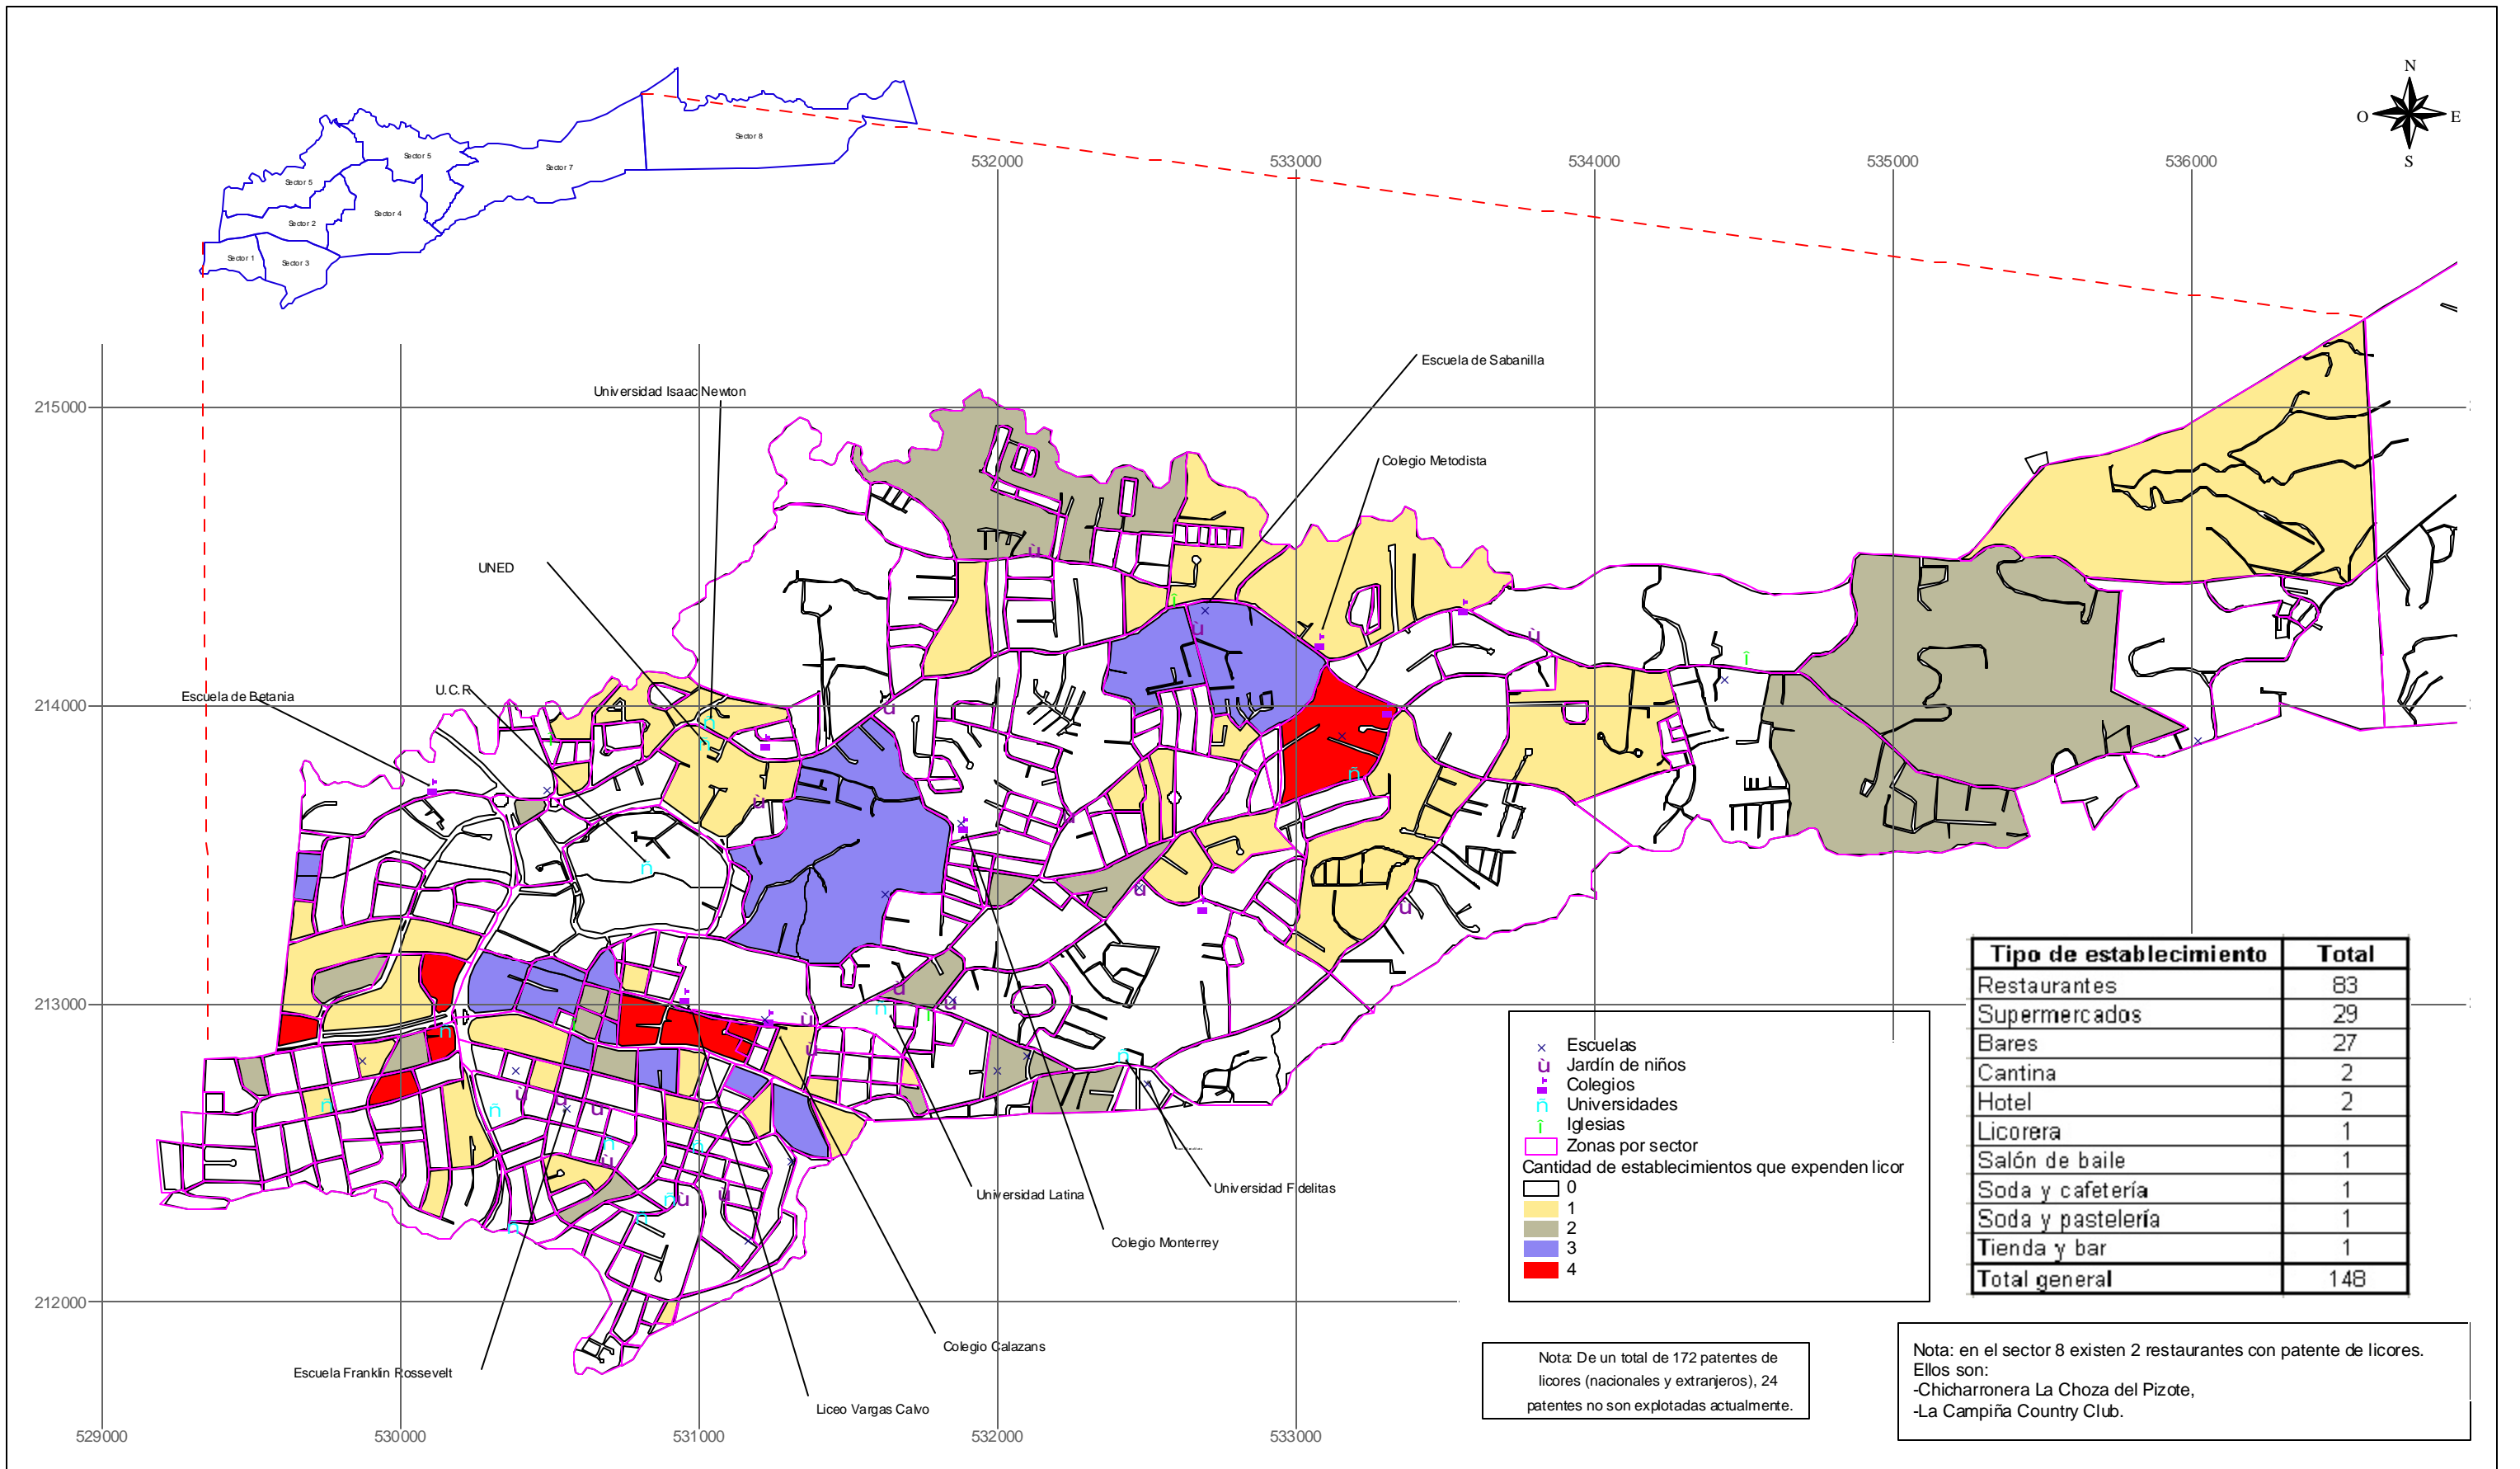 N
O
E
S
Sector 8
Sector 5
Sector 7
Sector 5
Sector 4
Sector 2
Sector 1
Sector 3
532000
533000
534000
535000
536000
Escuela de Sabanilla
Universidad Isaac Newton
215000
Colegio Metodista
UNED
U.C.R
Escuela de Betania
214000
213000
Tipo de establecimiento Total
Restaurantes 83
Supermercados 29
Bares 27
Cantina 2
Hotel 2
Licorera 1
Salón de baile 1
Soda y cafetería 1
Soda y pastelería 1
Tienda y bar 1
Total general 148
× Escuelas
ù Jardín de niños
Colegios
ñ Universidades
î Iglesias
Zonas por sector
Cantidad de establecimientos que expenden licor
0
1
2
3
4
Universidad Latina
Universidad Fidelitas
Colegio Monterrey
212000
Colegio Calazans
Escuela Franklin Rossevelt
Liceo Vargas Calvo
Nota: De un total de 172 patentes de
licores (nacionales y extranjeros), 24
patentes no son explotadas actualmente.
Nota: en el sector 8 existen 2 restaurantes con patente de licores.
Ellos son:
-Chicharronera La Choza del Pizote,
-La Campiña Country Club.
529000
530000
531000
532000
533000